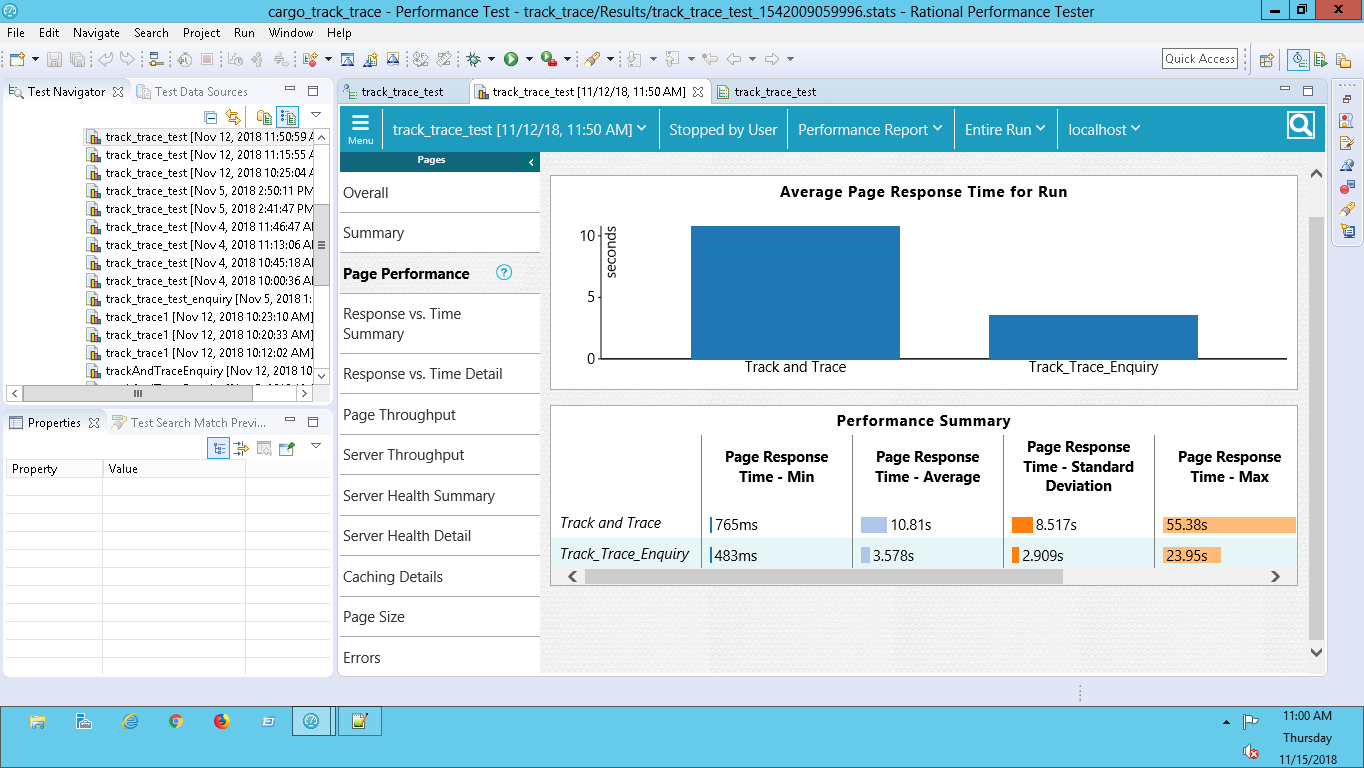 cargo_track_trace - Performance Test - track_trace/Results/track_trace_test_1542009059996.stats - Rational Performance Tester
File Edit Navigate Search Project Run Window Help
Quick Access
Test Navigator Test Data Sources
track_trace_test [Nov 12, 2018 11:50:59 A
track_trace_test [Nov 12, 2018 11:15:55 A
track_trace_test [Nov 12, 2018 10:25:04 A
track_trace_test [Nov 5, 2018 2:50:11 PM
track_trace_test [Nov 5, 2018 2:41:47 PM
track_trace_test [Nov 4, 2018 11:46:47 A
track_trace_test [Nov 4, 2018 11:13:06 A
track_trace_test [Nov 4, 2018 10:45:18 A
track_trace_test [Nov 4, 2018 10:00:36 A
track_trace_test_enquiry [Nov 5, 2018 1:
track_trace1 [Nov 12, 2018 10:23:10 AM]
track_trace1 [Nov 12, 2018 10:20:33 AM]
track_trace1 [Nov 12, 2018 10:12:02 AM]
trackAndTraceEnquiry [Nov 12, 2018 10
Properties Test Search Match Previ...
Property Value
track_trace_test track_trace_test [11/12/18, 11:50 AM] track_trace_test
Menu track_trace_test [11/12/18, 11:50 AM] Stopped by User Performance Report Entire Run localhost
Pages
Overall
Summary
Page Performance ?
Response vs. Time
Summary
Response vs. Time Detail
Page Throughput
Server Throughput
Server Health Summary
Server Health Detail
Caching Details
Page Size
Errors
Average Page Response Time for Run
seconds
10
5
0
Track and Trace Track_Trace_Enquiry
Performance Summary
Page Response Time - Min Page Response Time - Average Page Response Time - Standard Deviation Page Response Time - Max
Track and Trace 765ms 10.81s 8.517s 55.38s
Track_Trace_Enquiry 483ms 3.578s 2.909s 23.95s
11:00 AM
Thursday
11/15/2018